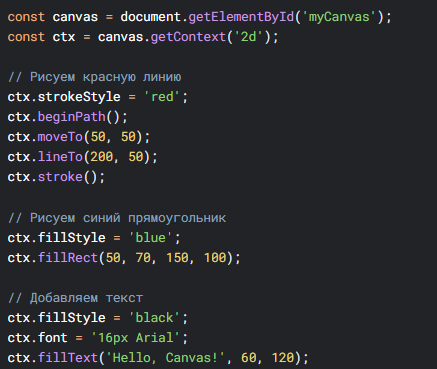 const canvas = document.getElementById('myCanvas');
const ctx = canvas.getContext('2d');
// Рисуем красную линию
ctx.strokeStyle = 'red';
ctx.beginPath();
ctx.moveTo(50, 50);
ctx.lineTo(200, 50);
ctx.stroke();
// Рисуем синий прямоугольник
ctx.fillStyle = 'blue';
ctx.fillRect(50, 70, 150, 100);
// Добавляем текст
ctx.fillStyle = 'black';
ctx.font = '16px Arial';
ctx.fillText('Hello, Canvas!', 60, 120);